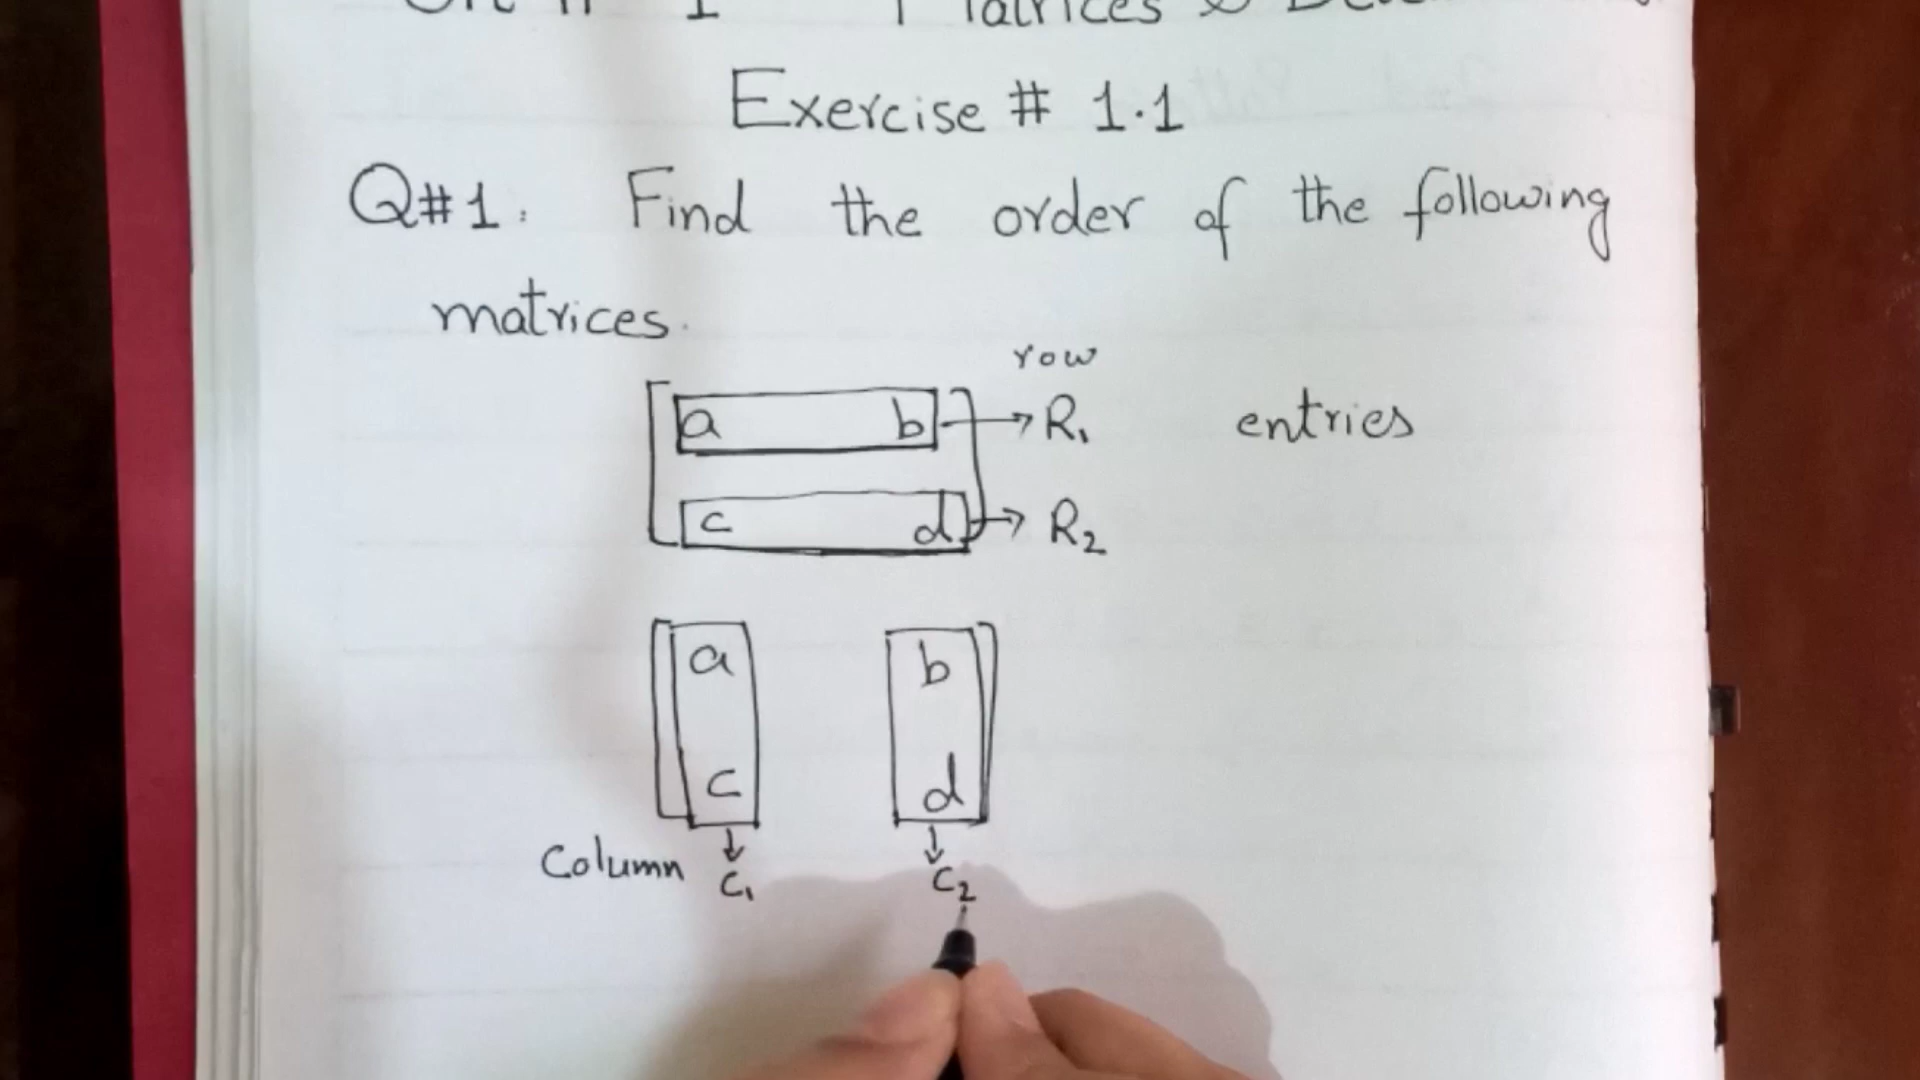 Exercise # 1.1
Q#1: Find the order of the following
matrices.
row
a b → R₁ entries
c d → R₂
a b
c d
Column C₁ C₂